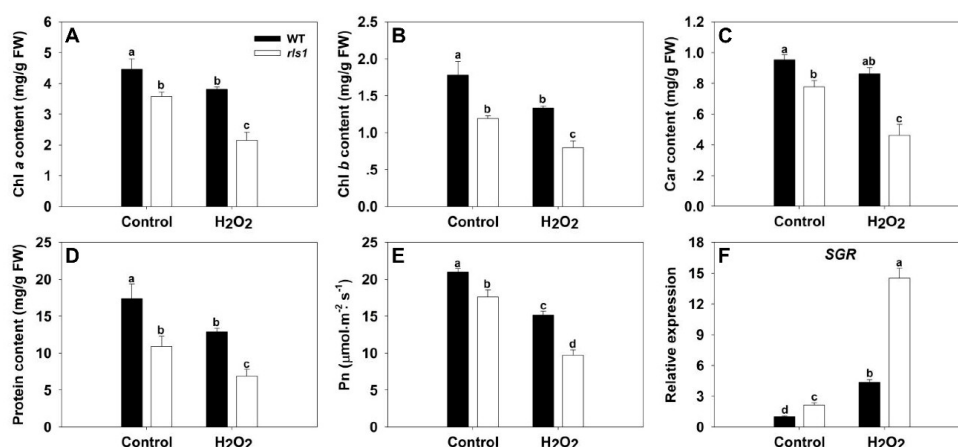 A
Chl a content (mg/g FW)
6
5
4
3
2
1
0
WT
rls1
a
b
b
c
Control
H2O2
B
Chl b content (mg/g FW)
2.5
2.0
1.5
1.0
.5
0.0
a
b
b
c
Control
H2O2
C
Car content (mg/g FW)
1.2
1.0
.8
.6
.4
.2
0.0
a
b
ab
c
Control
H2O2
D
Protein content (mg/g FW)
25
20
15
10
5
0
a
b
b
c
Control
H2O2
E
Pn (μmol·m-2 s-1)
25
20
15
10
5
0
a
b
c
d
Control
H2O2
F
SGR
Relative expression
18
15
12
9
6
3
0
d
c
b
a
Control
H2O2